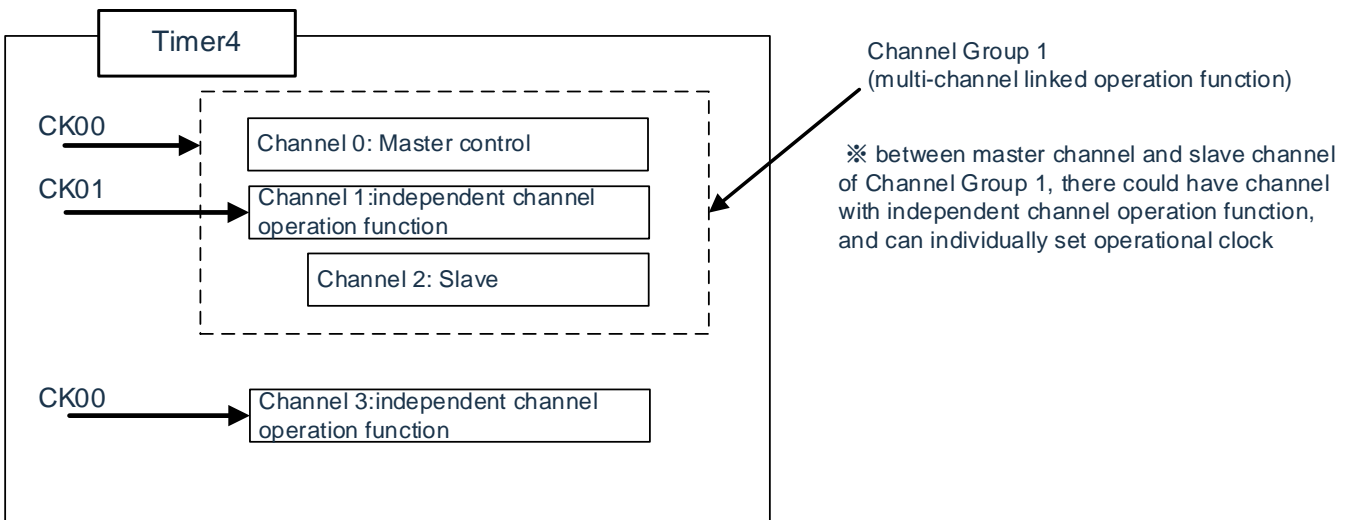 Timer4
Channel Group 1
(multi-channel linked operation function)
CK00
Channel 0: Master control
※ between master channel and slave channel
of Channel Group 1, there could have channel
with independent channel operation function,
and can individually set operational clock
CK01
Channel 1:independent channel
operation function
Channel 2: Slave
CK00
Channel 3:independent channel
operation function